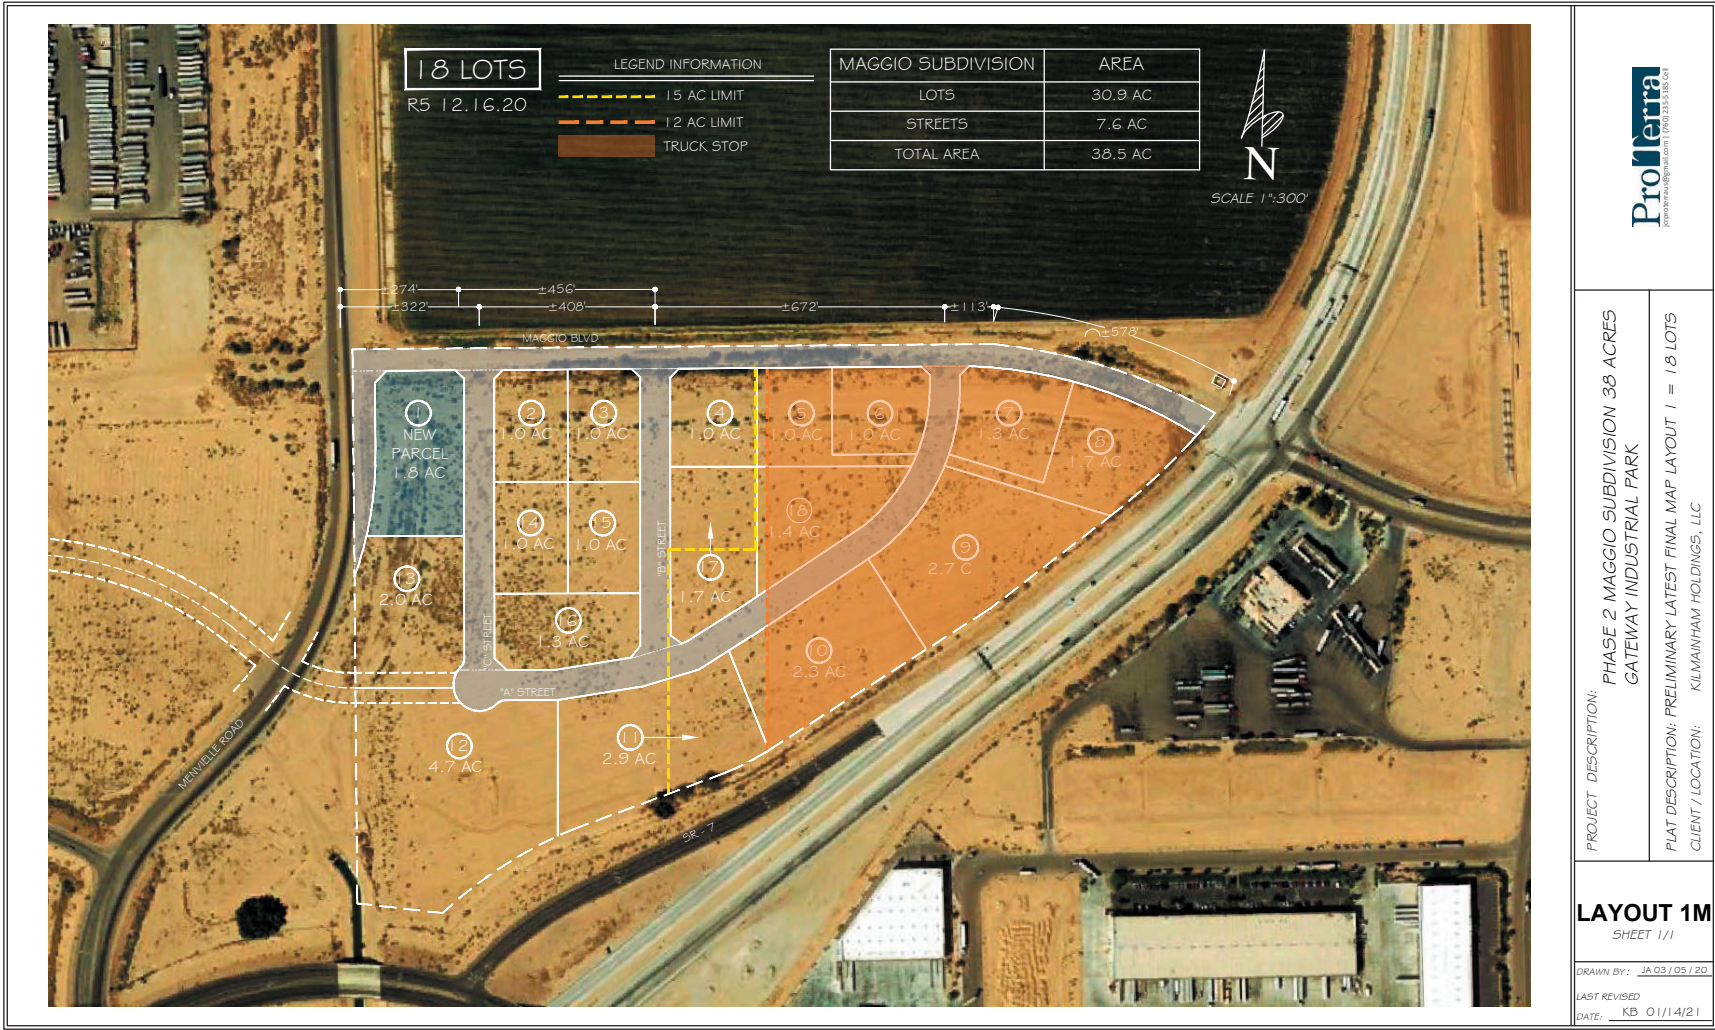 18 LOTS
R5 12.16.20
LEGEND INFORMATION
15 AC LIMIT
12 AC LIMIT
TRUCK STOP
MAGGIO SUBDIVISION AREA
LOTS 30.9 AC
STREETS 7.6 AC
TOTAL AREA 38.5 AC
N
SCALE 1":300'
±274' ±456'
±322' ±408' ±672' ±113'
±578'
MAGGIO BLVD
1
NEW
PARCEL
1.8 AC
2
1.0 AC
3
1.0 AC
4
1.0 AC
5
1.0 AC
6
1.0 AC
7
1.3 AC
8
1.7 AC
14
1.0 AC
15
1.0 AC
18
1.4 AC
9
2.7 C
13
2.0 AC
16
1.3 AC
17
1.7 AC
10
2.3 AC
"B" STREET
"C" STREET
"A" STREET
12
4.7 AC
11
2.9 AC
MENVIELLE ROAD
SR - 7
ProTerra
PROJECT DESCRIPTION:
PHASE 2 MAGGIO SUBDIVISION 38 ACRES
GATEWAY INDUSTRIAL PARK
PLAT DESCRIPTION: PRELIMINARY LATEST FINAL MAP LAYOUT 1 = 18 LOTS
CLIENT / LOCATION: KILMAINHAM HOLDINGS, LLC
LAYOUT 1M
SHEET 1/1
DRAWN BY: JA 03 / 05 / 20
LAST REVISED
DATE: KB 01/14/21